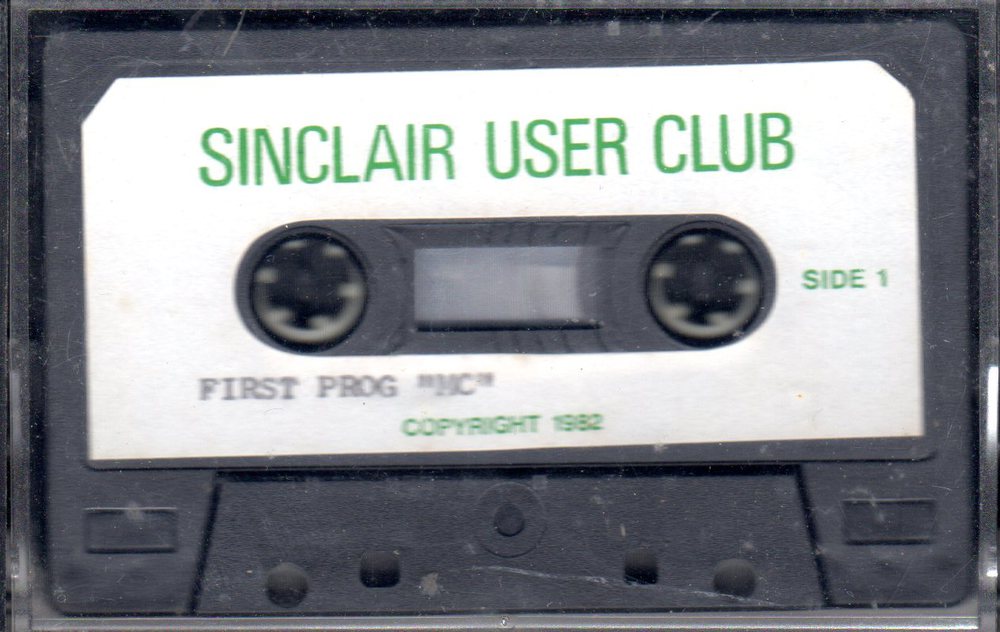 SINCLAIR USER CLUB
SIDE 1
FIRST PROG "MC"
COPYRIGHT 1982